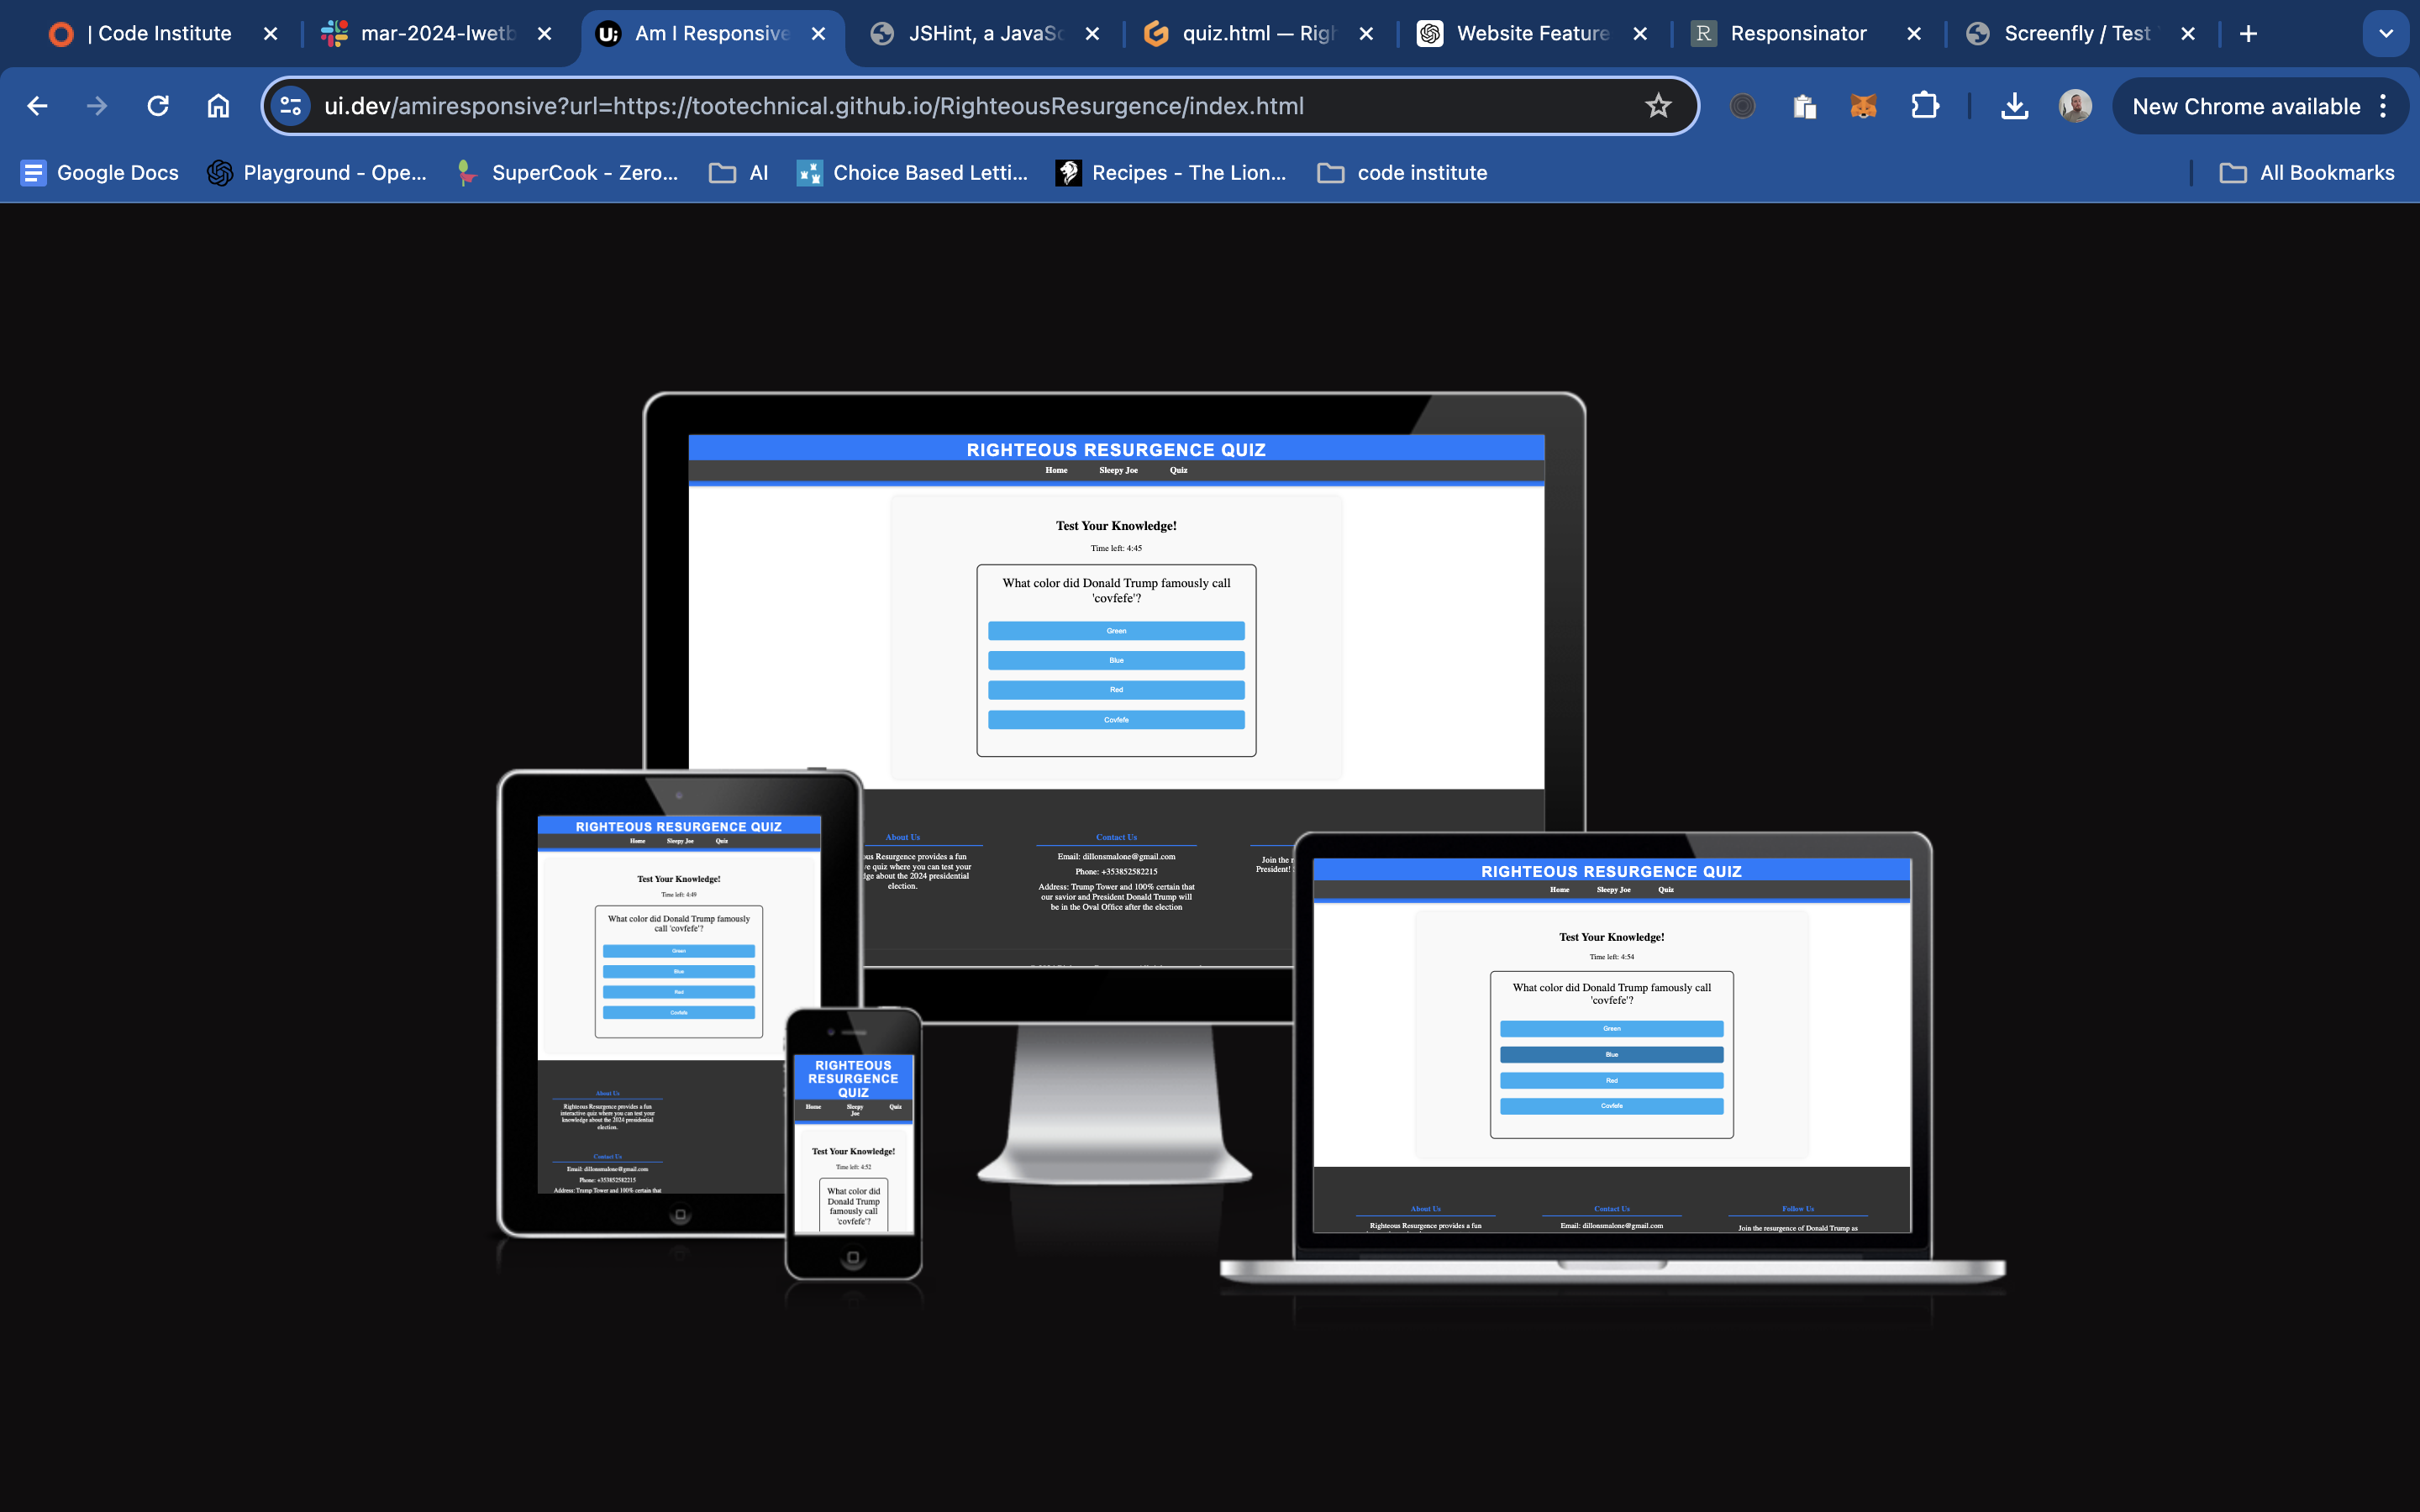 | Code Institute
mar-2024-lwetb
Am I Responsive
JSHint, a JavaSc
quiz.html — Righ
Website Feature
Responsinator
Screenfly / Test
ui.dev/amiresponsive?url=https://tootechnical.github.io/RighteousResurgence/index.html
New Chrome available
Google Docs
Playground - Ope...
SuperCook - Zero...
AI
Choice Based Letti...
Recipes - The Lion...
code institute
All Bookmarks
RIGHTEOUS RESURGENCE QUIZ
Home Sleepy Joe Quiz
Test Your Knowledge!
Time left: 4:45
What color did Donald Trump famously call
'covfefe'?
Green
Blue
Red
Covfefe
About Us
ous Resurgence provides a fun
ve quiz where you can test your
dge about the 2024 presidential
election.
Contact Us
Email: dillonsmalone@gmail.com
Phone: +353852582215
Address: Trump Tower and 100% certain that
our savior and President Donald Trump will
be in the Oval Office after the election
Join the
President!
RIGHTEOUS RESURGENCE QUIZ
Home Sleepy Joe Quiz
Test Your Knowledge!
Time left: 4:49
What color did Donald Trump famously
call 'covfefe'?
Green
Blue
Red
Covfefe
About Us
Righteous Resurgence provides a fun
interactive quiz where you can test your
knowledge about the 2024 presidential
election.
Contact Us
Email: dillonsmalone@gmail.com
Phone: +353852582215
Address: Trump Tower and 100% certain that
RIGHTEOUS
RESURGENCE
QUIZ
Home Sleepy Quiz
Joe
Test Your Knowledge!
Time left: 4:52
What color did
Donald Trump
famously call
'covfefe'?
RIGHTEOUS RESURGENCE QUIZ
Home Sleepy Joe Quiz
Test Your Knowledge!
Time left: 4:54
What color did Donald Trump famously call
'covfefe'?
Green
Blue
Red
Covfefe
About Us
Righteous Resurgence provides a fun
Contact Us
Email: dillonsmalone@gmail.com
Follow Us
Join the resurgence of Donald Trump as